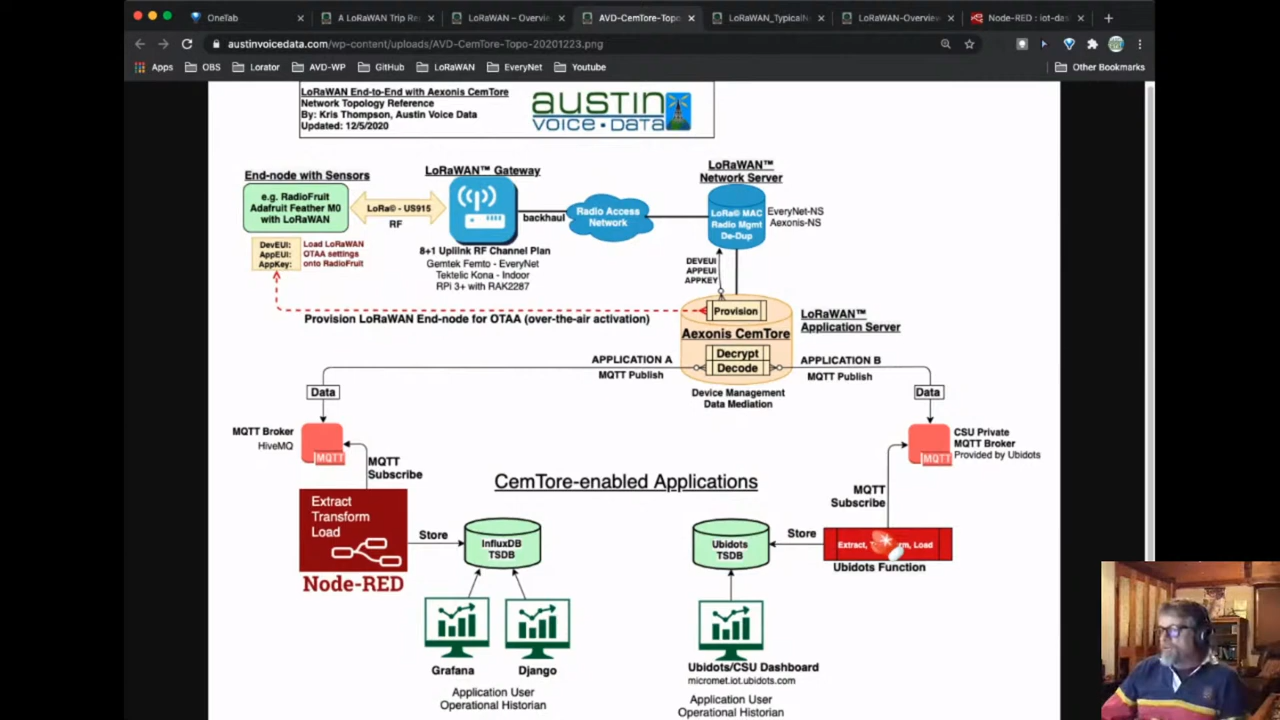 OneTab
A LoRaWAN Trip Re
LoRaWAN – Overvie
AVD-CemTore-Topo-
LoRaWAN_Typical
LoRaWAN-Overview
Node-RED : iot-das
austinvoicedata.com/wp-content/uploads/AVD-CemTore-Topo-20201223.png
Apps
OBS
Lorator
AVD-WP
GitHub
LoRaWAN
EveryNet
Youtube
Other Bookmarks
LoRaWAN End-to-End with Aexonis CemTore
Network Topology Reference
By: Kris Thompson, Austin Voice Data
Updated: 12/5/2020
AUSTIN
VOICE·DATA
End-node with Sensors
e.g. RadioFruit
Adafruit Feather M0
with LoRaWAN
DevEUI:
AppEUI:
AppKey:
Load LoRaWAN
OTAA settings
onto RadioFruit
LoRa© - US915
RF
LoRaWAN™ Gateway
8+1 Uplink RF Channel Plan
Gemtek Femto - EveryNet
Tektelic Kona - Indoor
RPi 3+ with RAK2287
backhaul
Radio Access
Network
LoRaWAN™
Network Server
LoRa© MAC
Radio Mgmt
De-Dup
EveryNet-NS
Aexonis-NS
DEVEUI
APPEUI
APPKEY
Provision LoRaWAN End-node for OTAA (over-the-air activation)
Provision
Aexonis CemTore
Decrypt
Decode
LoRaWAN™
Application Server
Device Management
Data Mediation
APPLICATION A
MQTT Publish
APPLICATION B
MQTT Publish
Data
Data
MQTT Broker
HiveMQ
MQTT
MQTT
Subscribe
CSU Private
MQTT Broker
Provided by Ubidots
MQTT
MQTT
Subscribe
CemTore-enabled Applications
Extract
Transform
Load
Node-RED
Store
InfluxDB
TSDB
Ubidots
TSDB
Store
Extract, T m, Load
Ubidots Function
Grafana
Django
Application User
Operational Historian
Ubidots/CSU Dashboard
micromet.iot.ubidots.com
Application User
Operational Historian